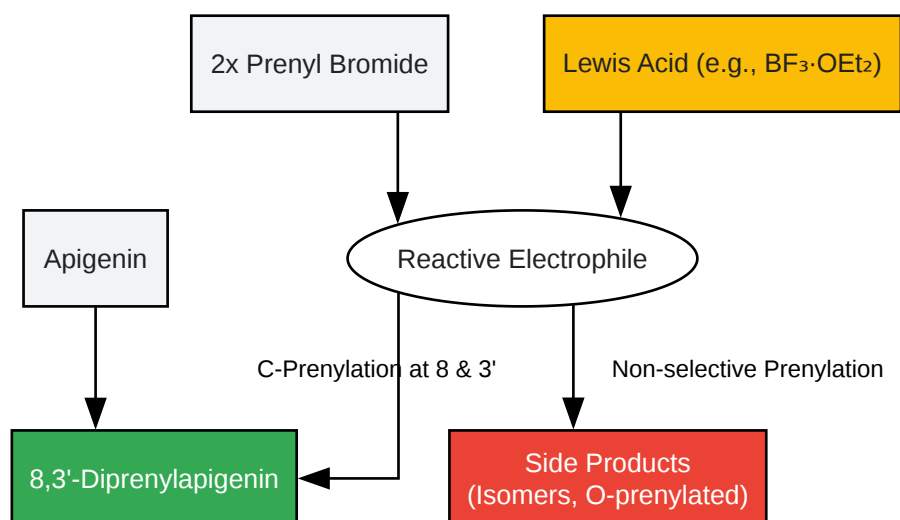 2x Prenyl Bromide
Lewis Acid (e.g., BF₃·OEt₂)
Apigenin
Reactive Electrophile
C-Prenylation at 8 & 3'
Non-selective Prenylation
8,3'-Diprenylapigenin
Side Products
(Isomers, O-prenylated)